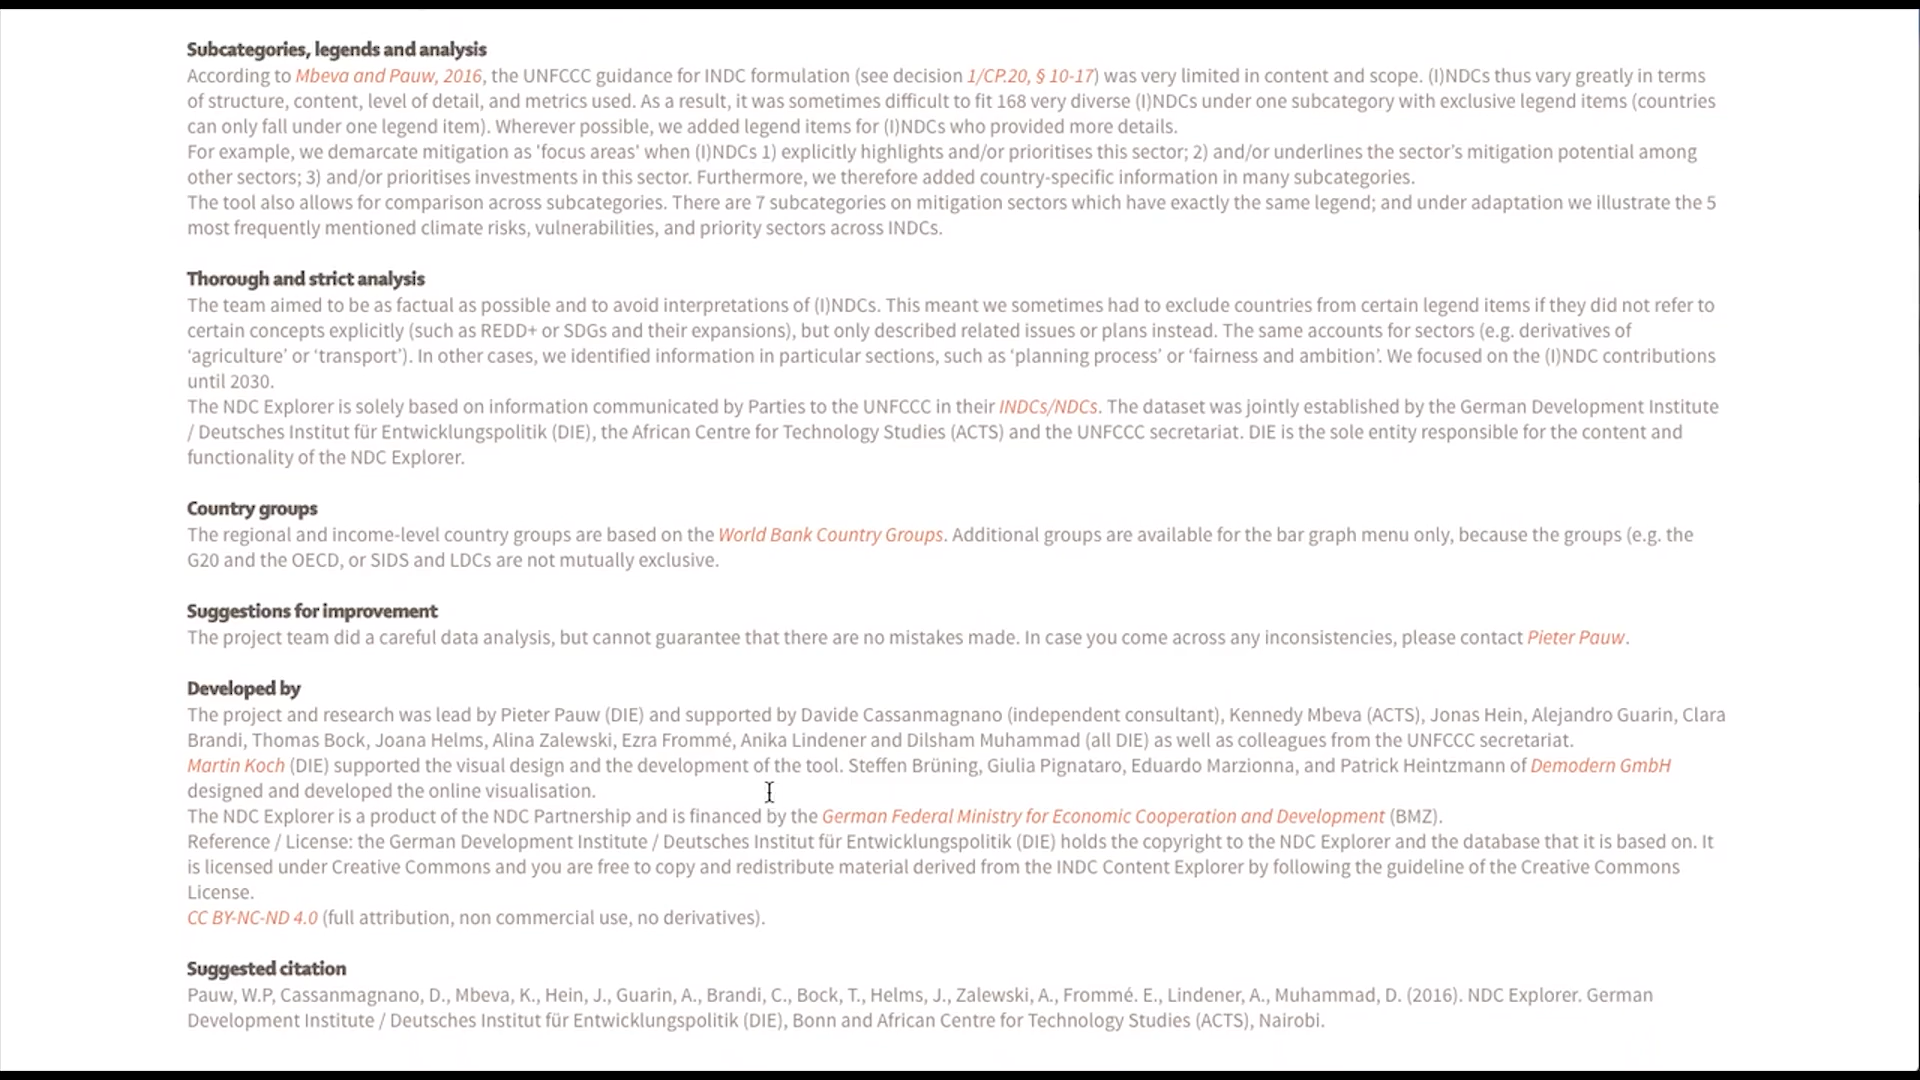 Subcategories, legends and analysis
According to Mbeva and Pauw, 2016, the UNFCCC guidance for INDC formulation (see decision 1/CP.20, § 10-17) was very limited in content and scope. (I)NDCs thus vary greatly in terms
of structure, content, level of detail, and metrics used. As a result, it was sometimes difficult to fit 168 very diverse (I)NDCs under one subcategory with exclusive legend items (countries
can only fall under one legend item). Wherever possible, we added legend items for (I)NDCs who provided more details.
For example, we demarcate mitigation as 'focus areas' when (I)NDCs 1) explicitly highlights and/or prioritises this sector; 2) and/or underlines the sector's mitigation potential among
other sectors; 3) and/or prioritises investments in this sector. Furthermore, we therefore added country-specific information in many subcategories.
The tool also allows for comparison across subcategories. There are 7 subcategories on mitigation sectors which have exactly the same legend; and under adaptation we illustrate the 5
most frequently mentioned climate risks, vulnerabilities, and priority sectors across INDCs.
Thorough and strict analysis
The team aimed to be as factual as possible and to avoid interpretations of (I)NDCs. This meant we sometimes had to exclude countries from certain legend items if they did not refer to
certain concepts explicitly (such as REDD+ or SDGs and their expansions), but only described related issues or plans instead. The same accounts for sectors (e.g. derivatives of
‘agriculture’ or ‘transport’). In other cases, we identified information in particular sections, such as ‘planning process’ or ‘fairness and ambition’. We focused on the (I)NDC contributions
until 2030.
The NDC Explorer is solely based on information communicated by Parties to the UNFCCC in their INDCs/NDCs. The dataset was jointly established by the German Development Institute
/ Deutsches Institut für Entwicklungspolitik (DIE), the African Centre for Technology Studies (ACTS) and the UNFCCC secretariat. DIE is the sole entity responsible for the content and
functionality of the NDC Explorer.
Country groups
The regional and income-level country groups are based on the World Bank Country Groups. Additional groups are available for the bar graph menu only, because the groups (e.g. the
G20 and the OECD, or SIDS and LDCs are not mutually exclusive.
Suggestions for improvement
The project team did a careful data analysis, but cannot guarantee that there are no mistakes made. In case you come across any inconsistencies, please contact Pieter Pauw.
Developed by
The project and research was lead by Pieter Pauw (DIE) and supported by Davide Cassanmagnano (independent consultant), Kennedy Mbeva (ACTS), Jonas Hein, Alejandro Guarin, Clara
Brandi, Thomas Bock, Joana Helms, Alina Zalewski, Ezra Frommé, Anika Lindener and Dilsham Muhammad (all DIE) as well as colleagues from the UNFCCC secretariat.
Martin Koch (DIE) supported the visual design and the development of the tool. Steffen Brüning, Giulia Pignataro, Eduardo Marzionna, and Patrick Heintzmann of Demodern GmbH
designed and developed the online visualisation.
The NDC Explorer is a product of the NDC Partnership and is financed by the German Federal Ministry for Economic Cooperation and Development (BMZ).
Reference / License: the German Development Institute / Deutsches Institut für Entwicklungspolitik (DIE) holds the copyright to the NDC Explorer and the database that it is based on. It
is licensed under Creative Commons and you are free to copy and redistribute material derived from the INDC Content Explorer by following the guideline of the Creative Commons
License.
CC BY-NC-ND 4.0 (full attribution, non commercial use, no derivatives).
Suggested citation
Pauw, W.P, Cassanmagnano, D., Mbeva, K., Hein, J., Guarin, A., Brandi, C., Bock, T., Helms, J., Zalewski, A., Frommé. E., Lindener, A., Muhammad, D. (2016). NDC Explorer. German
Development Institute / Deutsches Institut für Entwicklungspolitik (DIE), Bonn and African Centre for Technology Studies (ACTS), Nairobi.